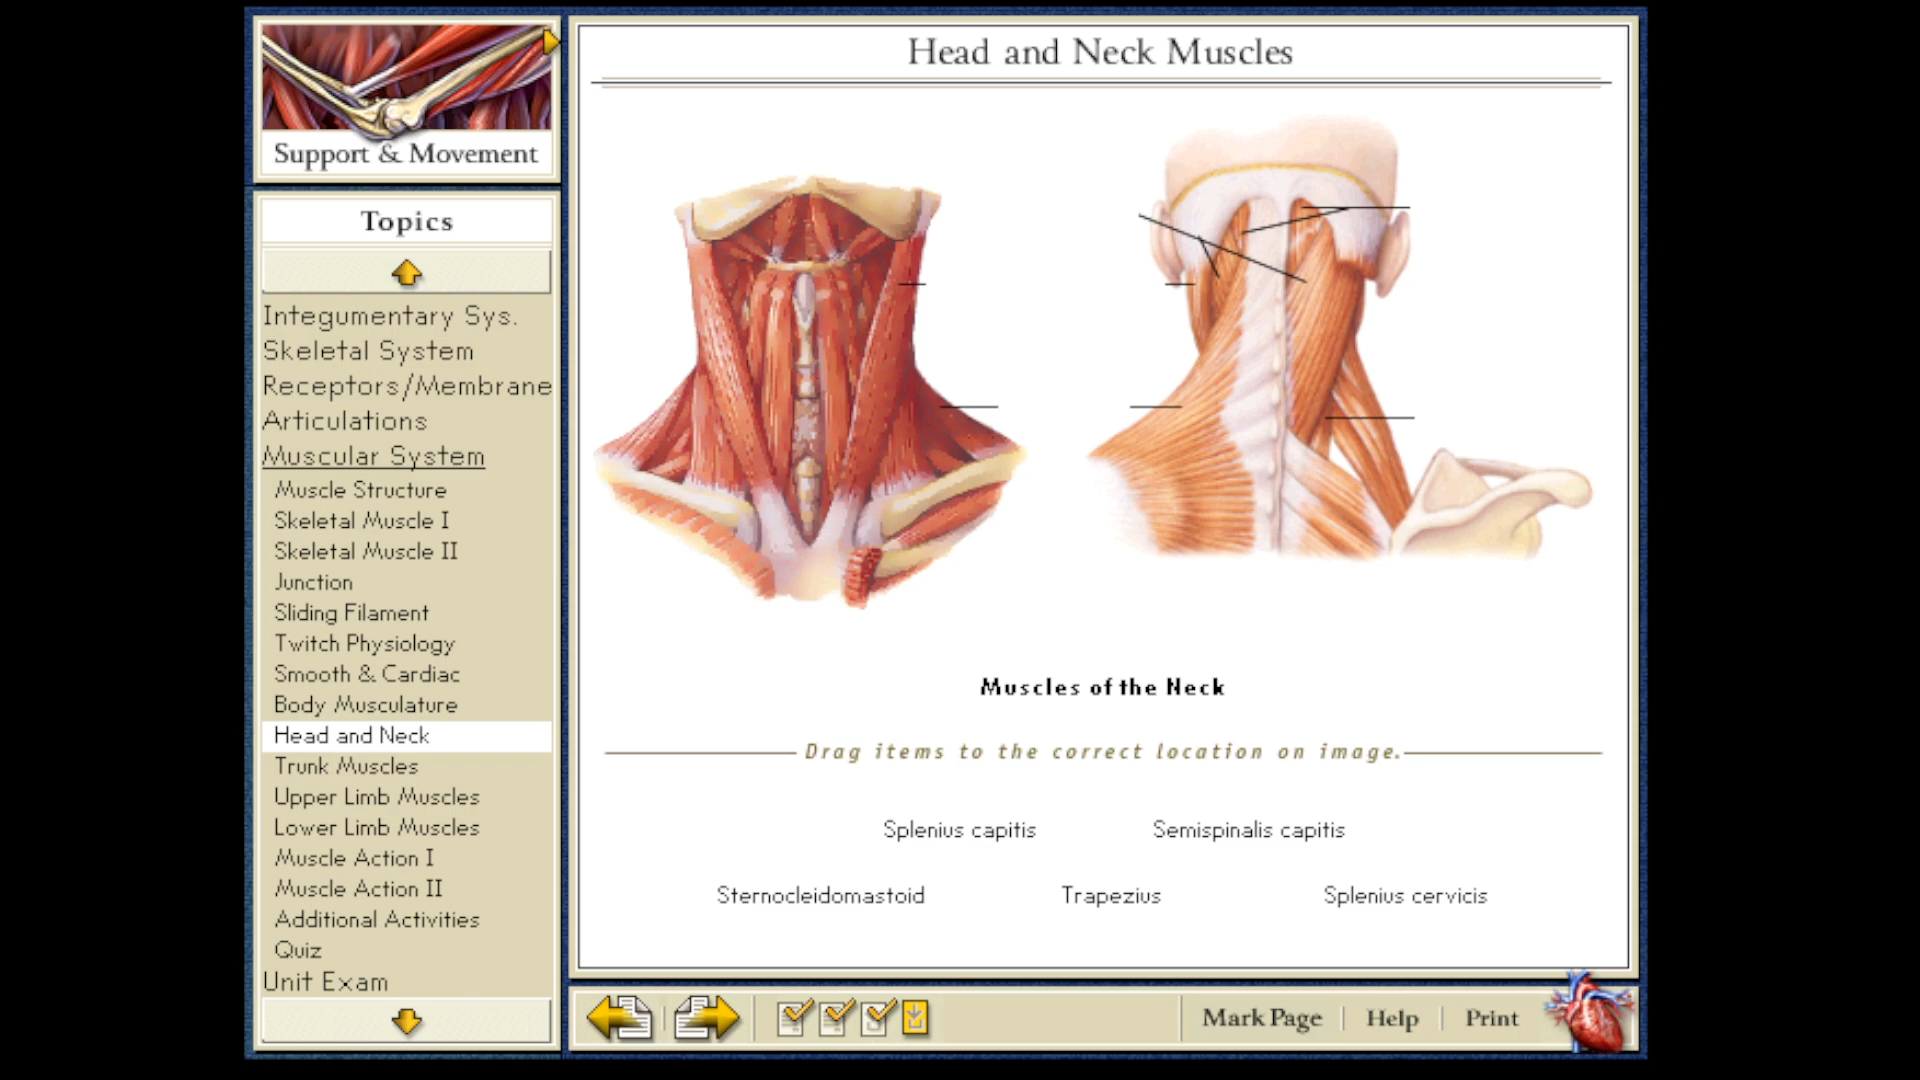 Support & Movement
Topics
Integumentary Sys.
Skeletal System
Receptors/Membrane
Articulations
Muscular System
Muscle Structure
Skeletal Muscle I
Skeletal Muscle II
Junction
Sliding Filament
Twitch Physiology
Smooth & Cardiac
Body Musculature
Head and Neck
Trunk Muscles
Upper Limb Muscles
Lower Limb Muscles
Muscle Action I
Muscle Action II
Additional Activities
Quiz
Unit Exam
Head and Neck Muscles
Muscles of the Neck
Drag items to the correct location on image.
Splenius capitis Semispinalis capitis
Sternocleidomastoid Trapezius Splenius cervicis
Mark Page Help Print